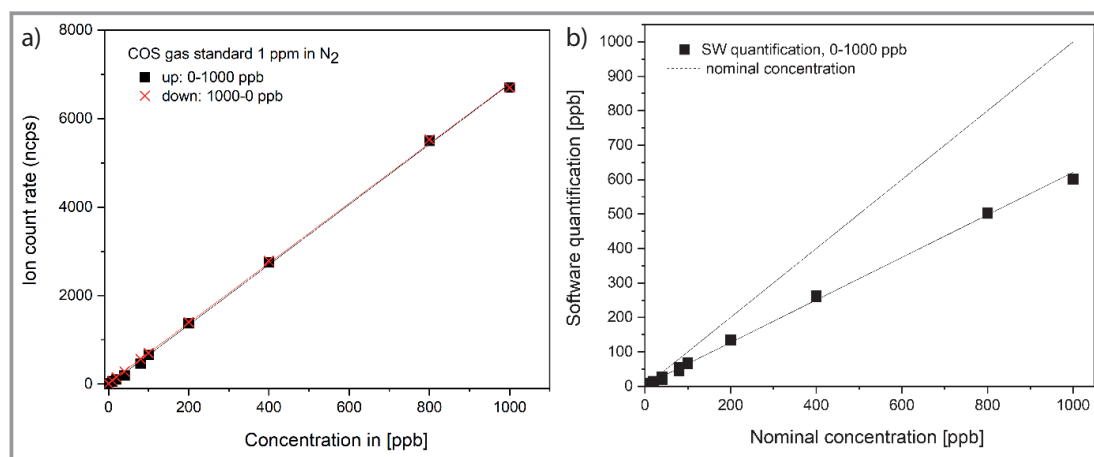 a)
COS gas standard 1 ppm in N2
up: 0-1000 ppb
down: 1000-0 ppb
8000
6000
4000
2000
0
Ion count rate (ncps)
0 200 400 600 800 1000
Concentration in [ppb]
b)
SW quantification, 0-1000 ppb
nominal concentration
1000
900
800
700
600
500
400
300
200
100
0
Software quantification [ppb]
0 200 400 600 800 1000
Nominal concentration [ppb]